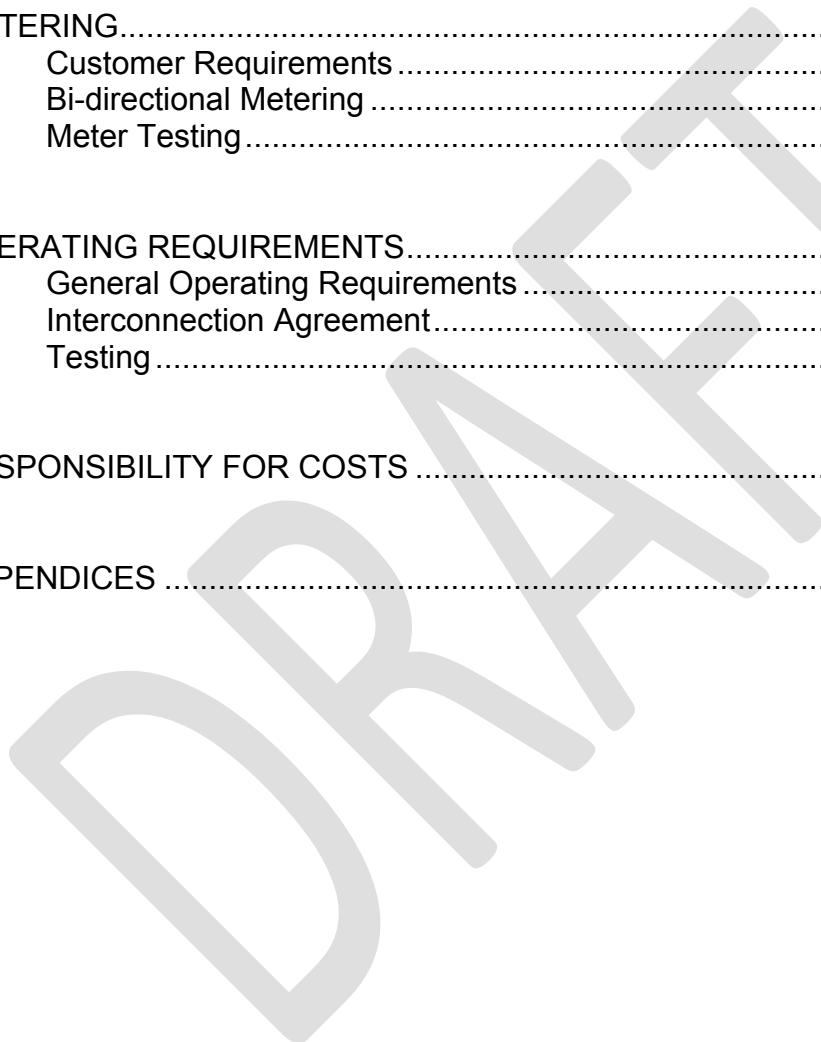 TERING
Customer Requirements
Bi-directional Metering
Meter Testing
ERATING REQUIREMENTS
General Operating Requirements
Interconnection Agreement
Testing
SPONSIBILITY FOR COSTS
PENDICES
DRAFT